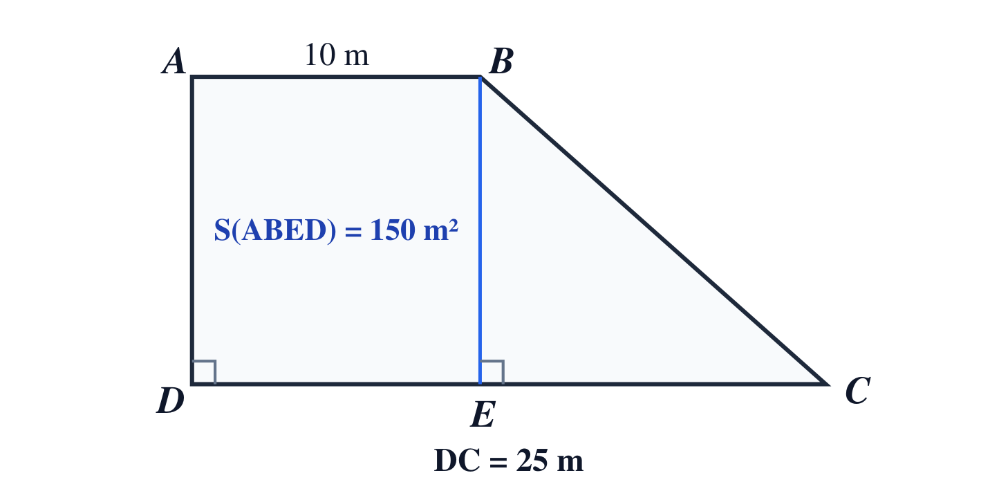 10 m
A
B
S(ABED) = 150 m²
D
E
C
DC = 25 m